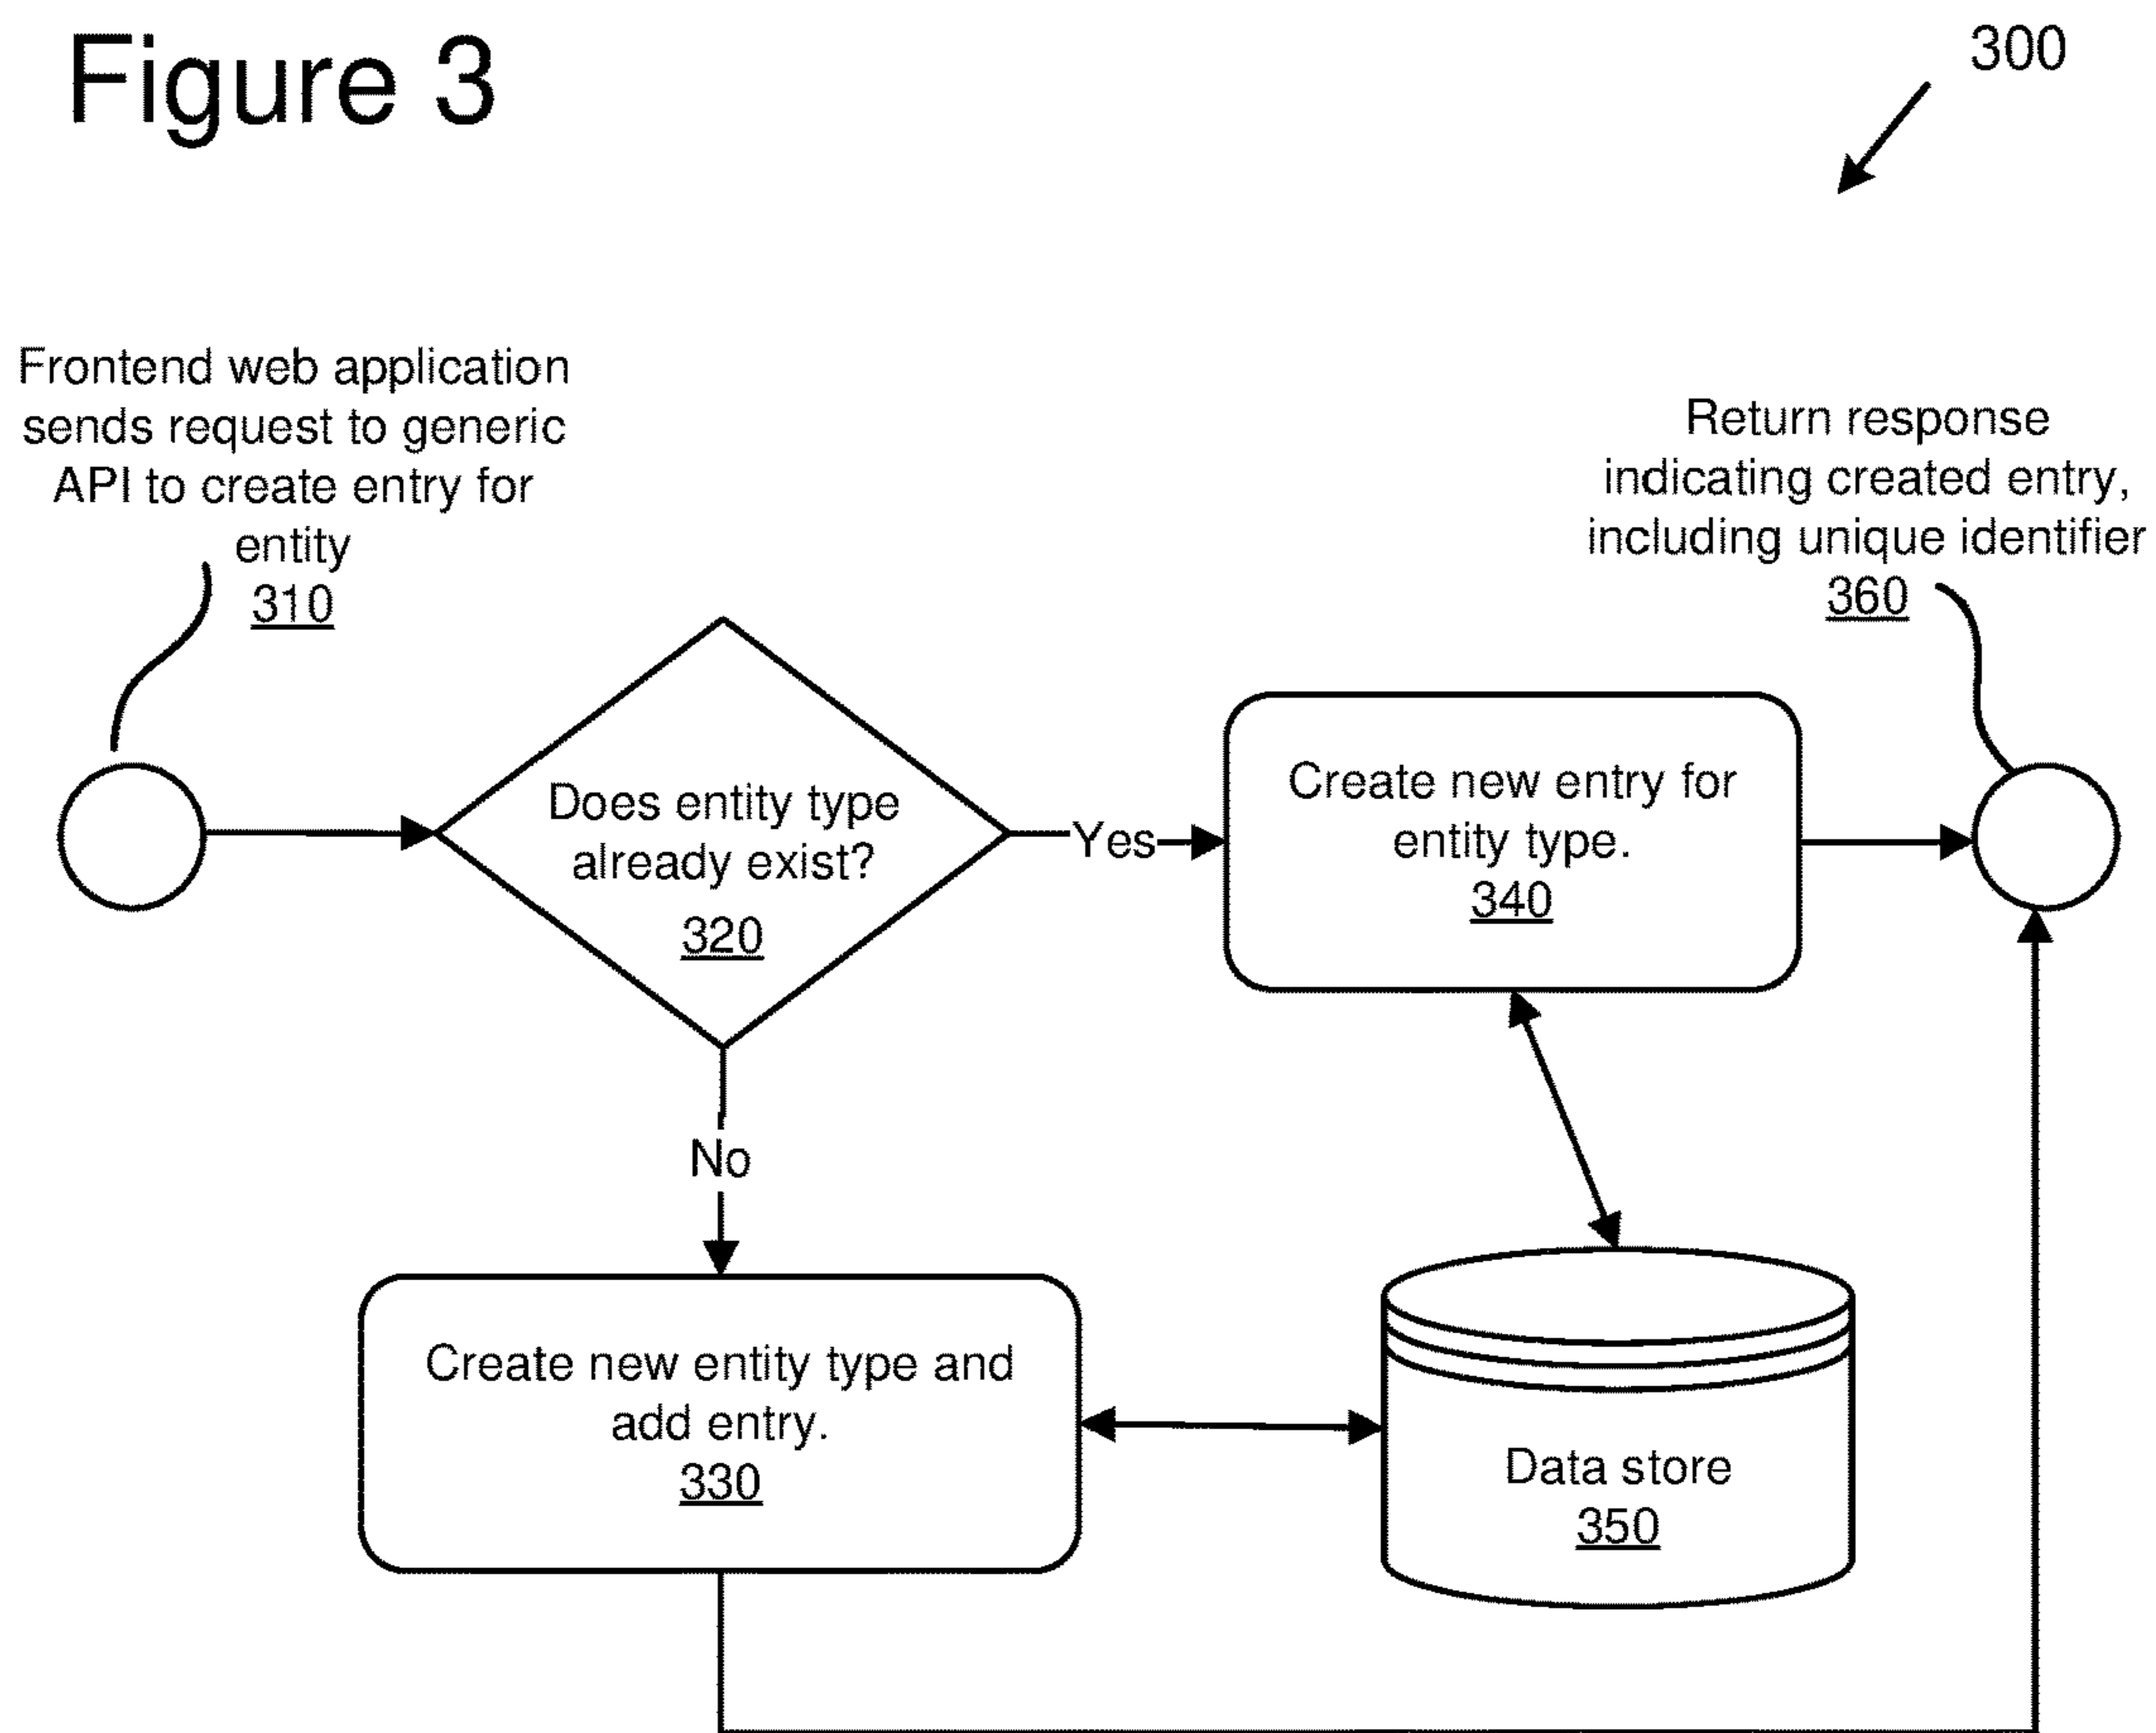 Figure 3
300
Frontend web application
sends request to generic
API to create entry for
entity
310
Return response
indicating created entry,
including unique identifier
360
Does entity type
already exist?
320
Yes
Create new entry for
entity type.
340
No
Create new entity type and
add entry.
330
Data store
350